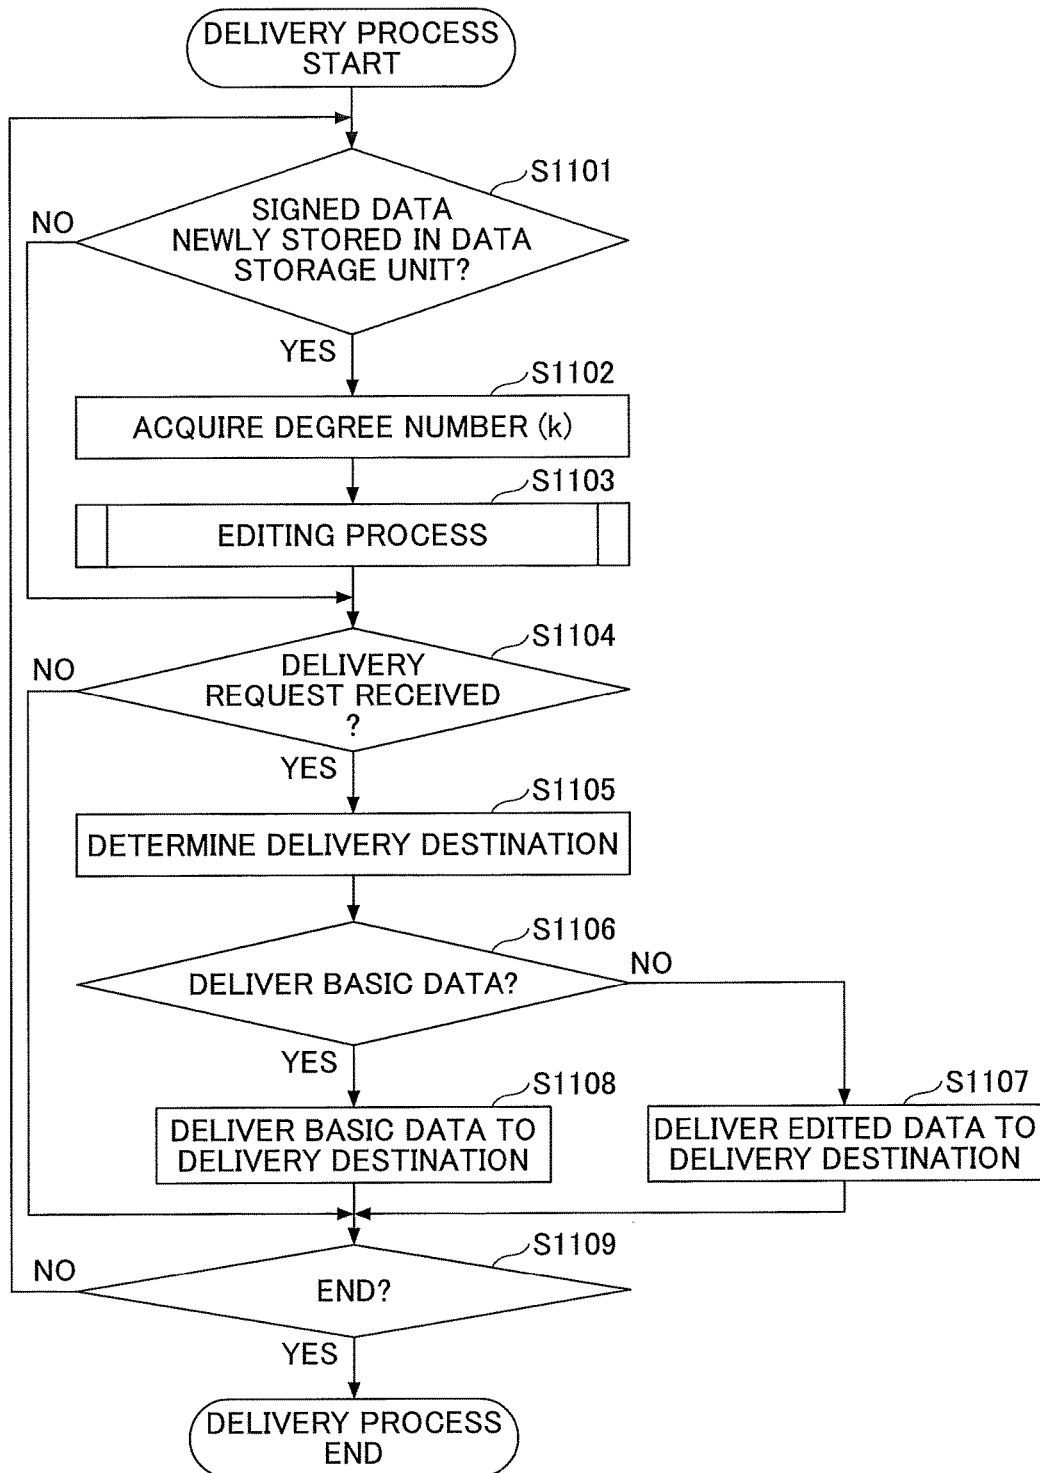 DELIVERY PROCESS
START
S1101
NO
SIGNED DATA
NEWLY STORED IN DATA
STORAGE UNIT?
YES
S1102
ACQUIRE DEGREE NUMBER (k)
S1103
EDITING PROCESS
S1104
NO
DELIVERY
REQUEST RECEIVED
?
YES
S1105
DETERMINE DELIVERY DESTINATION
S1106
DELIVER BASIC DATA?
NO
YES
S1108
S1107
DELIVER BASIC DATA TO
DELIVERY DESTINATION
DELIVER EDITED DATA TO
DELIVERY DESTINATION
S1109
NO
END?
YES
DELIVERY PROCESS
END